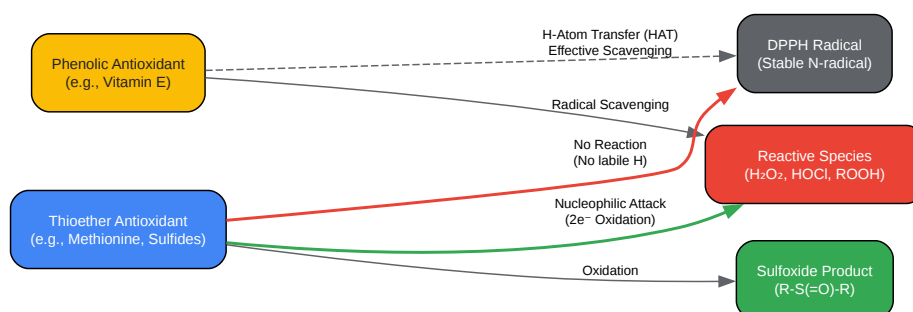 H-Atom Transfer (HAT)
Effective Scavenging
DPPH Radical
(Stable N-radical)
Phenolic Antioxidant
(e.g., Vitamin E)
Radical Scavenging
No Reaction
(No labile H)
Reactive Species
(H₂O₂, HOCl, ROOH)
Nucleophilic Attack
(2e⁻ Oxidation)
Thioether Antioxidant
(e.g., Methionine, Sulfides)
Oxidation
Sulfoxide Product
(R-S(=O)-R)